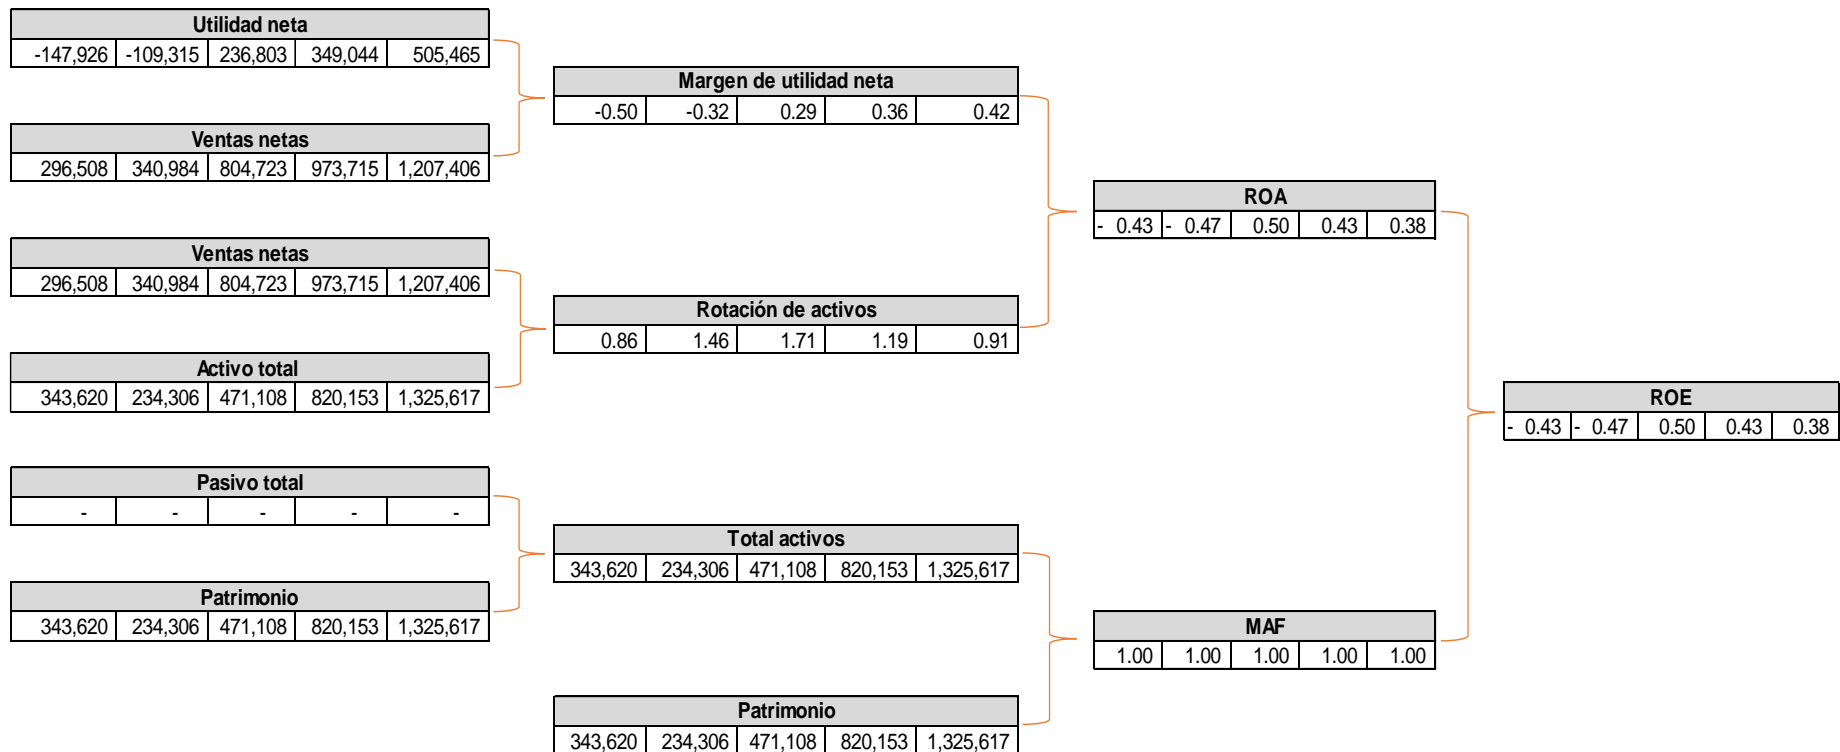 Utilidad neta
-147,926 -109,315 236,803 349,044 505,465
Ventas netas
296,508 340,984 804,723 973,715 1,207,406
Ventas netas
296,508 340,984 804,723 973,715 1,207,406
Activo total
343,620 234,306 471,108 820,153 1,325,617
Pasivo total
- - - - -
Patrimonio
343,620 234,306 471,108 820,153 1,325,617
Margen de utilidad neta
-0.50 -0.32 0.29 0.36 0.42
Rotación de activos
0.86 1.46 1.71 1.19 0.91
Total activos
343,620 234,306 471,108 820,153 1,325,617
Patrimonio
343,620 234,306 471,108 820,153 1,325,617
ROA
- 0.43 - 0.47 0.50 0.43 0.38
MAF
1.00 1.00 1.00 1.00 1.00
ROE
- 0.43 - 0.47 0.50 0.43 0.38